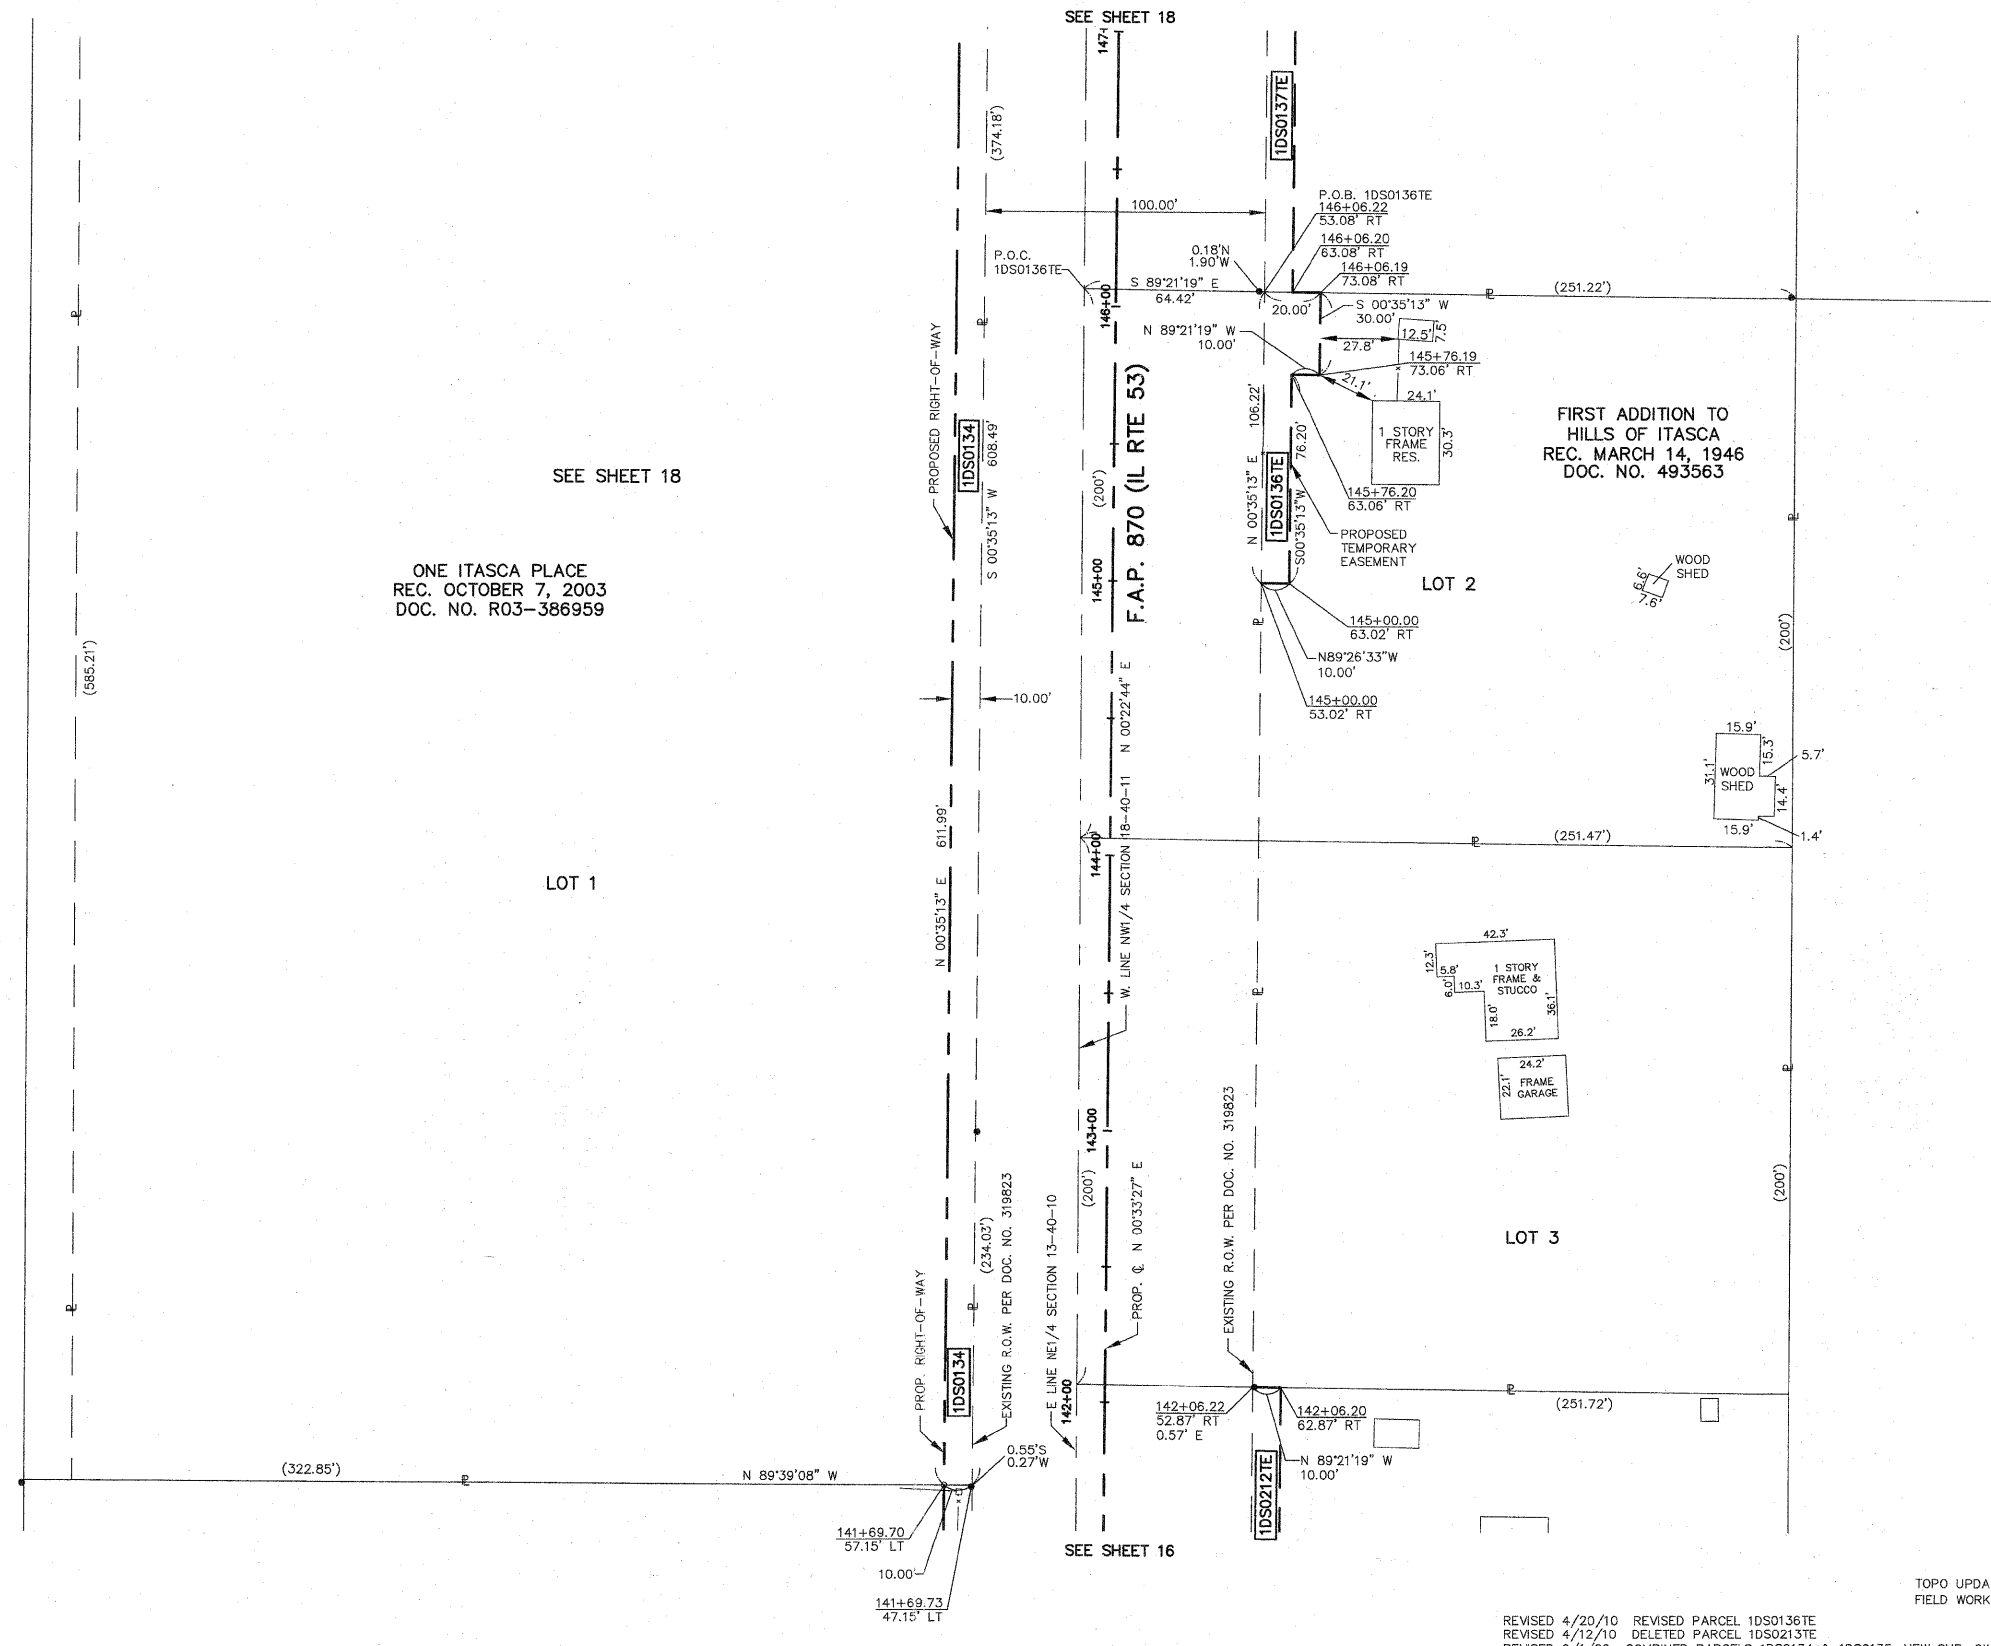 SEE SHEET 18
147+
(374.18')
1DS0137TE
100.00'
P.O.B. 1DS0136TE
146+06.22
53.08' RT
146+06.20
63.08' RT
146+06.19
73.08' RT
0.18'N
1.90'W
P.O.C.
1DS0136TE
S 89°21'19" E
64.42'
146+00
20.00'
(251.22')
S 00°35'13" W
30.00'
N 89°21'19" W
10.00'
12.5'
7.5
27.8'
145+76.19
73.06' RT
21.1'
24.1'
1 STORY
FRAME
RES.
30.3'
PROPOSED RIGHT-OF-WAY
1DS0134
S 00°35'13" W 608.49'
(200')
F.A.P. 870 (IL RTE 53)
N 00°35'13" E 106.22'
1DS0136TE
S00°35'13"W 76.20'
145+76.20
63.06' RT
PROPOSED
TEMPORARY
EASEMENT
FIRST ADDITION TO
HILLS OF ITASCA
REC. MARCH 14, 1946
DOC. NO. 493563
SEE SHEET 18
ONE ITASCA PLACE
REC. OCTOBER 7, 2003
DOC. NO. R03-386959
LOT 2
WOOD
SHED
6.6'
7.6'
145+00
145+00.00
63.02' RT
N89°26'33"W
10.00'
145+00.00
53.02' RT
(585.21')
(200')
10.00'
W. LINE NW1/4 SECTION 18-40-11 N 00°22'44" E
15.9'
15.3'
5.7'
31.1'
WOOD
SHED
14.4'
15.9'
1.4'
N 00°35'13" E 611.99'
144+00
(251.47')
LOT 1
42.3'
12.3'
5.8'
6.0'
10.3'
1 STORY
FRAME &
STUCCO
18.0'
36.1'
26.2'
24.2'
22.1'
FRAME
GARAGE
143+00
(200')
PROP. ℄ N 00°33'27" E
EXISTING R.O.W. PER DOC. NO. 319823
(200')
LOT 3
PROP. RIGHT-OF-WAY
1DS0134
(234.03')
EXISTING R.O.W. PER DOC. NO. 319823
E LINE NE1/4 SECTION 13-40-10
142+00
142+06.22
52.87' RT
0.57' E
142+06.20
62.87' RT
(251.72')
N 89°21'19" W
10.00'
1DS0212TE
0.55'S
0.27'W
(322.85')
N 89°39'08" W
141+69.70
57.15' LT
10.00'
141+69.73
47.15' LT
SEE SHEET 16
TOPO UPDA
FIELD WORK
REVISED 4/20/10 REVISED PARCEL 1DS0136TE
REVISED 4/12/10 DELETED PARCEL 1DS0213TE